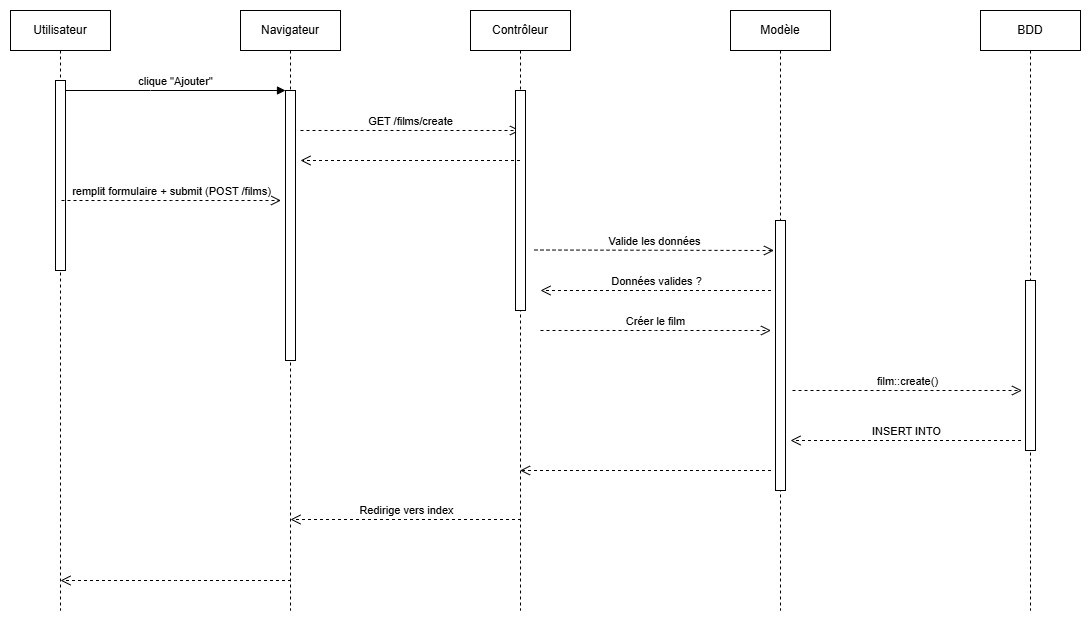 Utilisateur
Navigateur
Contrôleur
Modèle
BDD
clique "Ajouter"
GET /films/create
remplit formulaire + submit (POST /films)
Valide les données
Données valides ?
Créer le film
film::create()
INSERT INTO
Redirige vers index